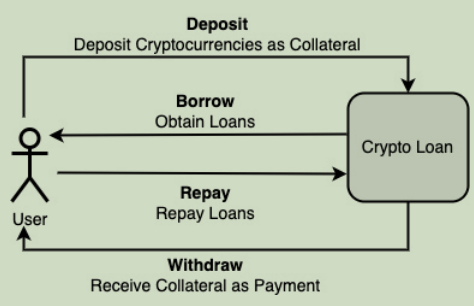 Deposit
Deposit Cryptocurrencies as Collateral
Borrow
Obtain Loans
Crypto Loan
Repay
Repay Loans
User
Withdraw
Receive Collateral as Payment